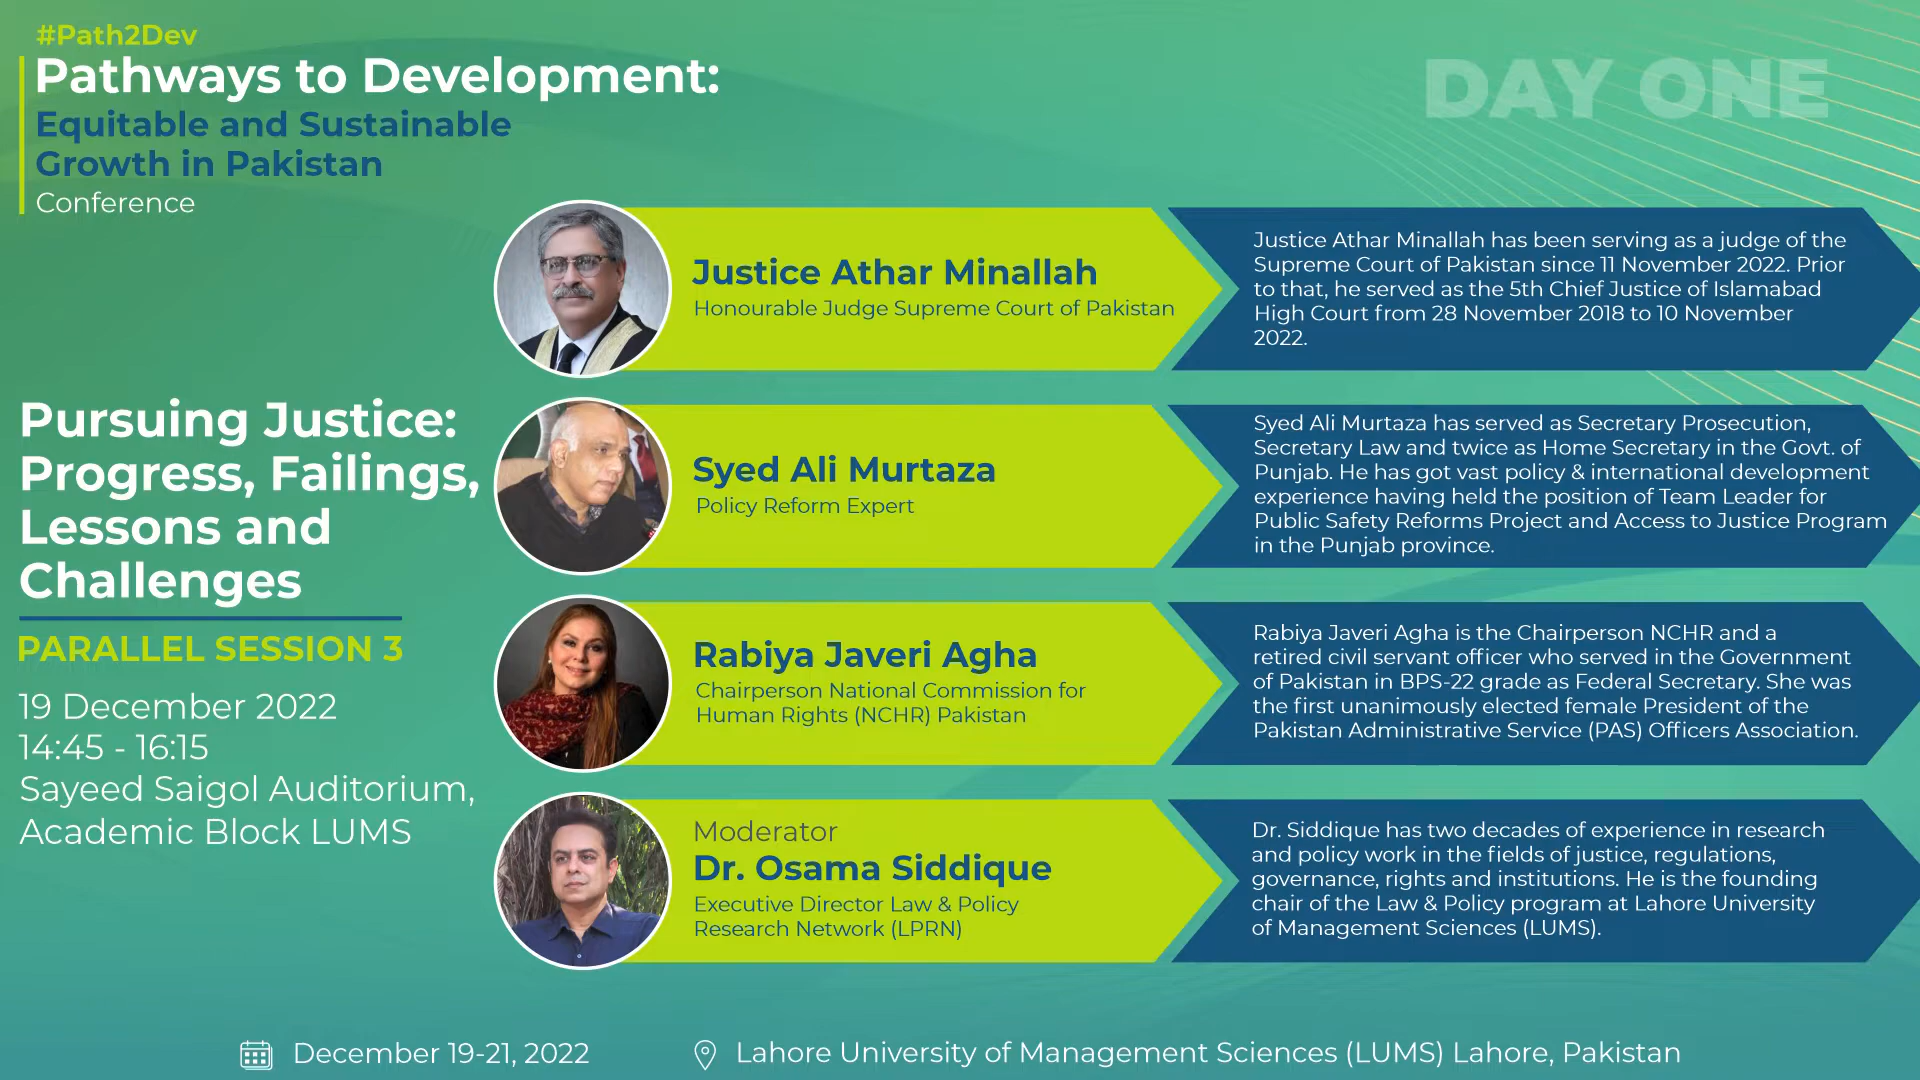 #Path2Dev
Pathways to Development:
Equitable and Sustainable
Growth in Pakistan
Conference
DAY ONE
Pursuing Justice:
Progress, Failings,
Lessons and
Challenges
PARALLEL SESSION 3
19 December 2022
14:45 - 16:15
Sayeed Saigol Auditorium,
Academic Block LUMS
Justice Athar Minallah
Honourable Judge Supreme Court of Pakistan
Justice Athar Minallah has been serving as a judge of the
Supreme Court of Pakistan since 11 November 2022. Prior
to that, he served as the 5th Chief Justice of Islamabad
High Court from 28 November 2018 to 10 November
2022.
Syed Ali Murtaza
Policy Reform Expert
Syed Ali Murtaza has served as Secretary Prosecution,
Secretary Law and twice as Home Secretary in the Govt. of
Punjab. He has got vast policy & international development
experience having held the position of Team Leader for
Public Safety Reforms Project and Access to Justice Program
in the Punjab province.
Rabiya Javeri Agha
Chairperson National Commission for
Human Rights (NCHR) Pakistan
Rabiya Javeri Agha is the Chairperson NCHR and a
retired civil servant officer who served in the Government
of Pakistan in BPS-22 grade as Federal Secretary. She was
the first unanimously elected female President of the
Pakistan Administrative Service (PAS) Officers Association.
Moderator
Dr. Osama Siddique
Executive Director Law & Policy
Research Network (LPRN)
Dr. Siddique has two decades of experience in research
and policy work in the fields of justice, regulations,
governance, rights and institutions. He is the founding
chair of the Law & Policy program at Lahore University
of Management Sciences (LUMS).
December 19-21, 2022
Lahore University of Management Sciences (LUMS) Lahore, Pakistan